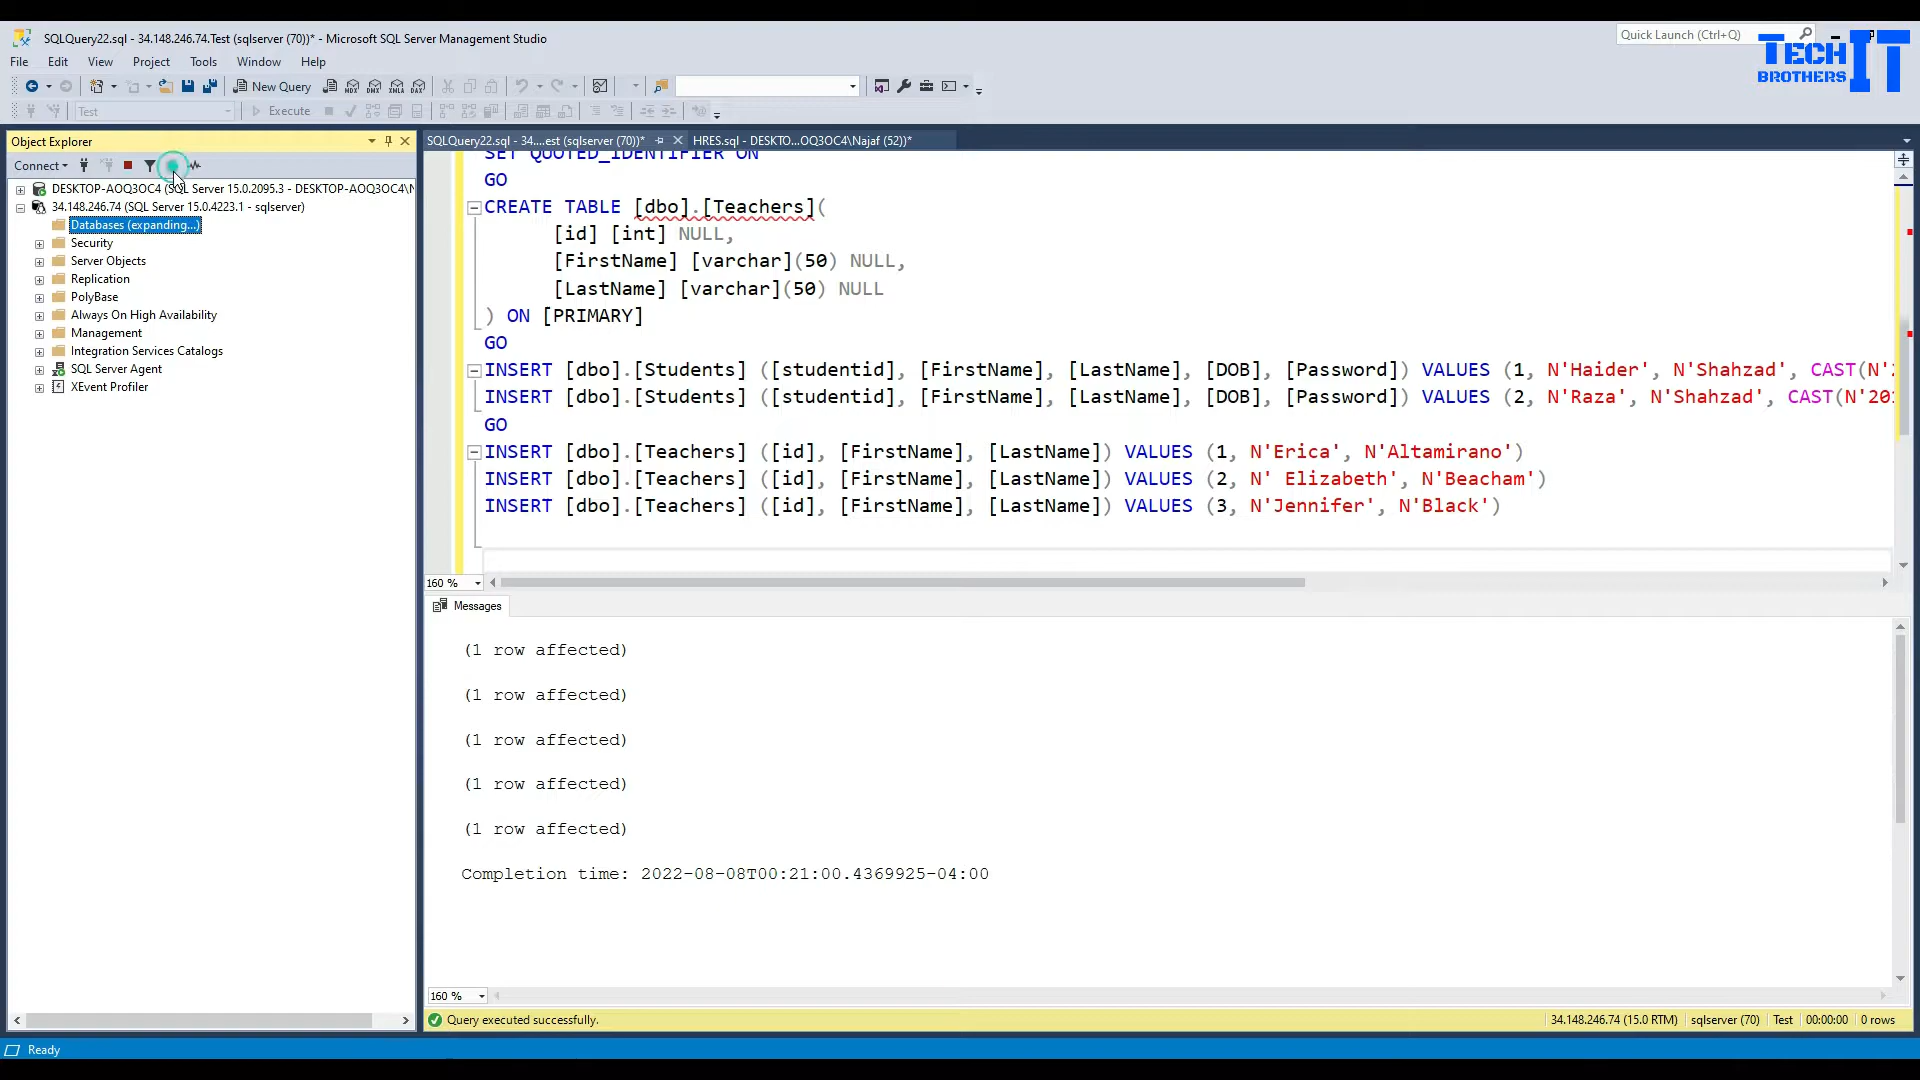 SQLQuery22.sql - 34.148.246.74.Test (sqlserver (70))* - Microsoft SQL Server Management Studio
Quick Launch (Ctrl+Q)
TECH IT
BROTHERS
File Edit View Project Tools Window Help
New Query
Test
Execute
Object Explorer
SQLQuery22.sql - 34....est (sqlserver (70))*
HRES.sql - DESKTO...OQ3OC4\Najaf (52))*
Connect
DESKTOP-AOQ3OC4 (SQL Server 15.0.2095.3 - DESKTOP-AOQ3OC4\N
34.148.246.74 (SQL Server 15.0.4223.1 - sqlserver)
Databases (expanding...)
Security
Server Objects
Replication
PolyBase
Always On High Availability
Management
Integration Services Catalogs
SQL Server Agent
XEvent Profiler
SET QUOTED_IDENTIFIER ON
GO
CREATE TABLE [dbo].[Teachers](
[id] [int] NULL,
[FirstName] [varchar](50) NULL,
[LastName] [varchar](50) NULL
) ON [PRIMARY]
GO
INSERT [dbo].[Students] ([studentid], [FirstName], [LastName], [DOB], [Password]) VALUES (1, N'Haider', N'Shahzad', CAST(N'
INSERT [dbo].[Students] ([studentid], [FirstName], [LastName], [DOB], [Password]) VALUES (2, N'Raza', N'Shahzad', CAST(N'20
GO
INSERT [dbo].[Teachers] ([id], [FirstName], [LastName]) VALUES (1, N'Erica', N'Altamirano')
INSERT [dbo].[Teachers] ([id], [FirstName], [LastName]) VALUES (2, N' Elizabeth', N'Beacham')
INSERT [dbo].[Teachers] ([id], [FirstName], [LastName]) VALUES (3, N'Jennifer', N'Black')
160 %
Messages
(1 row affected)
(1 row affected)
(1 row affected)
(1 row affected)
(1 row affected)
Completion time: 2022-08-08T00:21:00.4369925-04:00
160 %
Query executed successfully.
34.148.246.74 (15.0 RTM) sqlserver (70) Test 00:00:00 0 rows
Ready